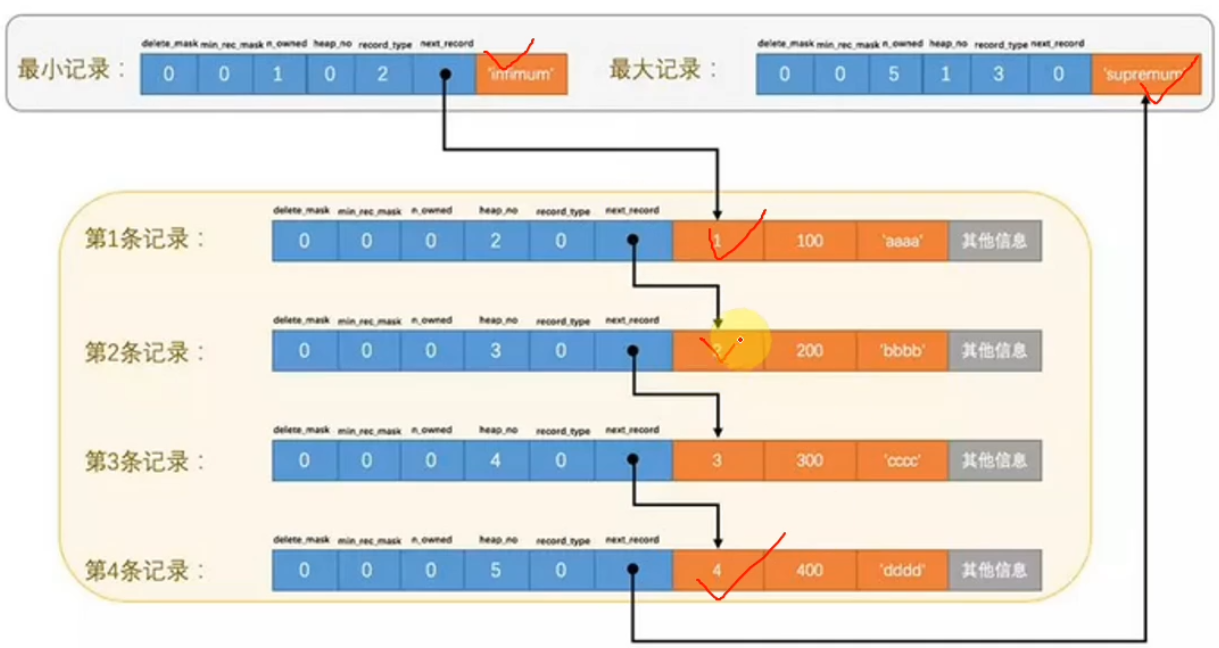 delete_mask min_rec_mask n_owned heap_no record_type next_record
最小记录： 0 0 1 0 2 'infimum'
delete_mask min_rec_mask n_owned heap_no record_type next_record
最大记录： 0 0 5 1 3 0 'supremum'
delete_mask min_rec_mask n_owned heap_no record_type next_record
第1条记录： 0 0 0 2 0 1 100 'aaaa' 其他信息
delete_mask min_rec_mask n_owned heap_no record_type next_record
第2条记录： 0 0 0 3 0 2 200 'bbbb' 其他信息
delete_mask min_rec_mask n_owned heap_no record_type next_record
第3条记录： 0 0 0 4 0 3 300 'cccc' 其他信息
delete_mask min_rec_mask n_owned heap_no record_type next_record
第4条记录： 0 0 0 5 0 4 400 'dddd' 其他信息